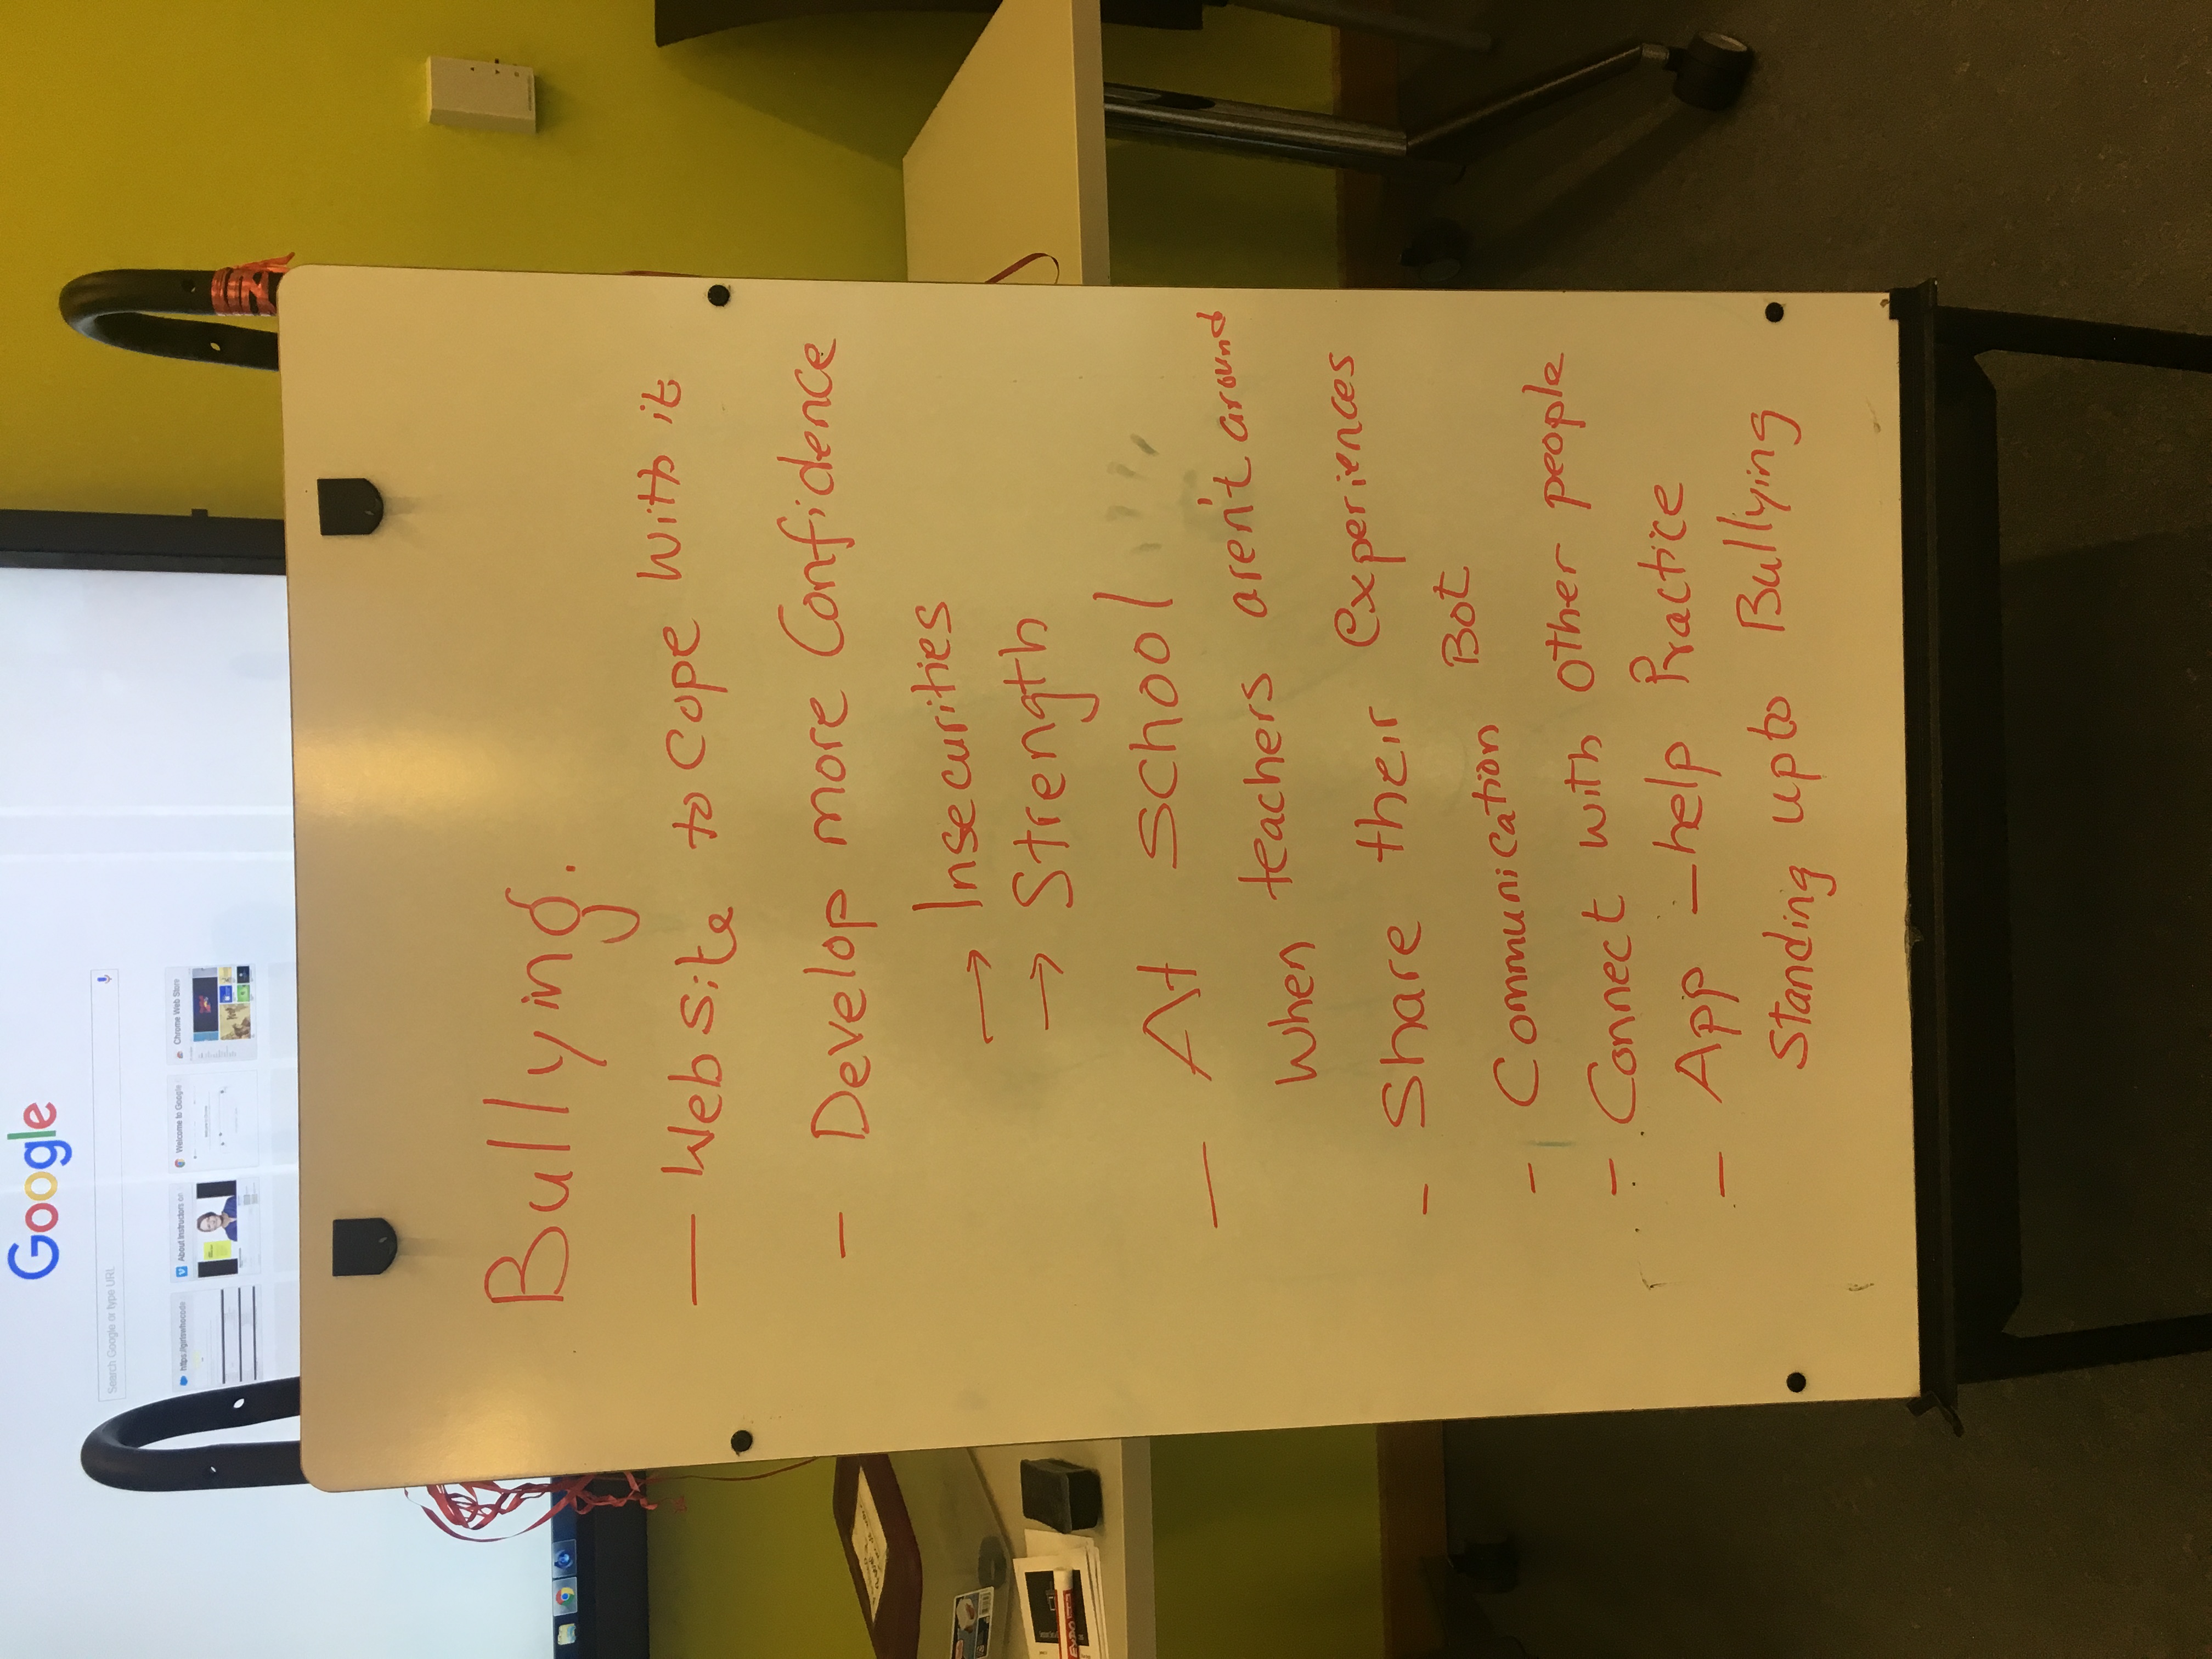 Google
Search Google or type URL
https://girlswhocode
About Instructors on
Welcome to Google
Chrome Web Store
Bullying.
— Website to cope with it
- Develop more Confidence
→ Insecurities
→ Strength
— At school
When teachers aren't around
- Share their experiences
- Communication Bot
- Connect with other people
- App - help Practice
Standing up to Bullying
EXPO